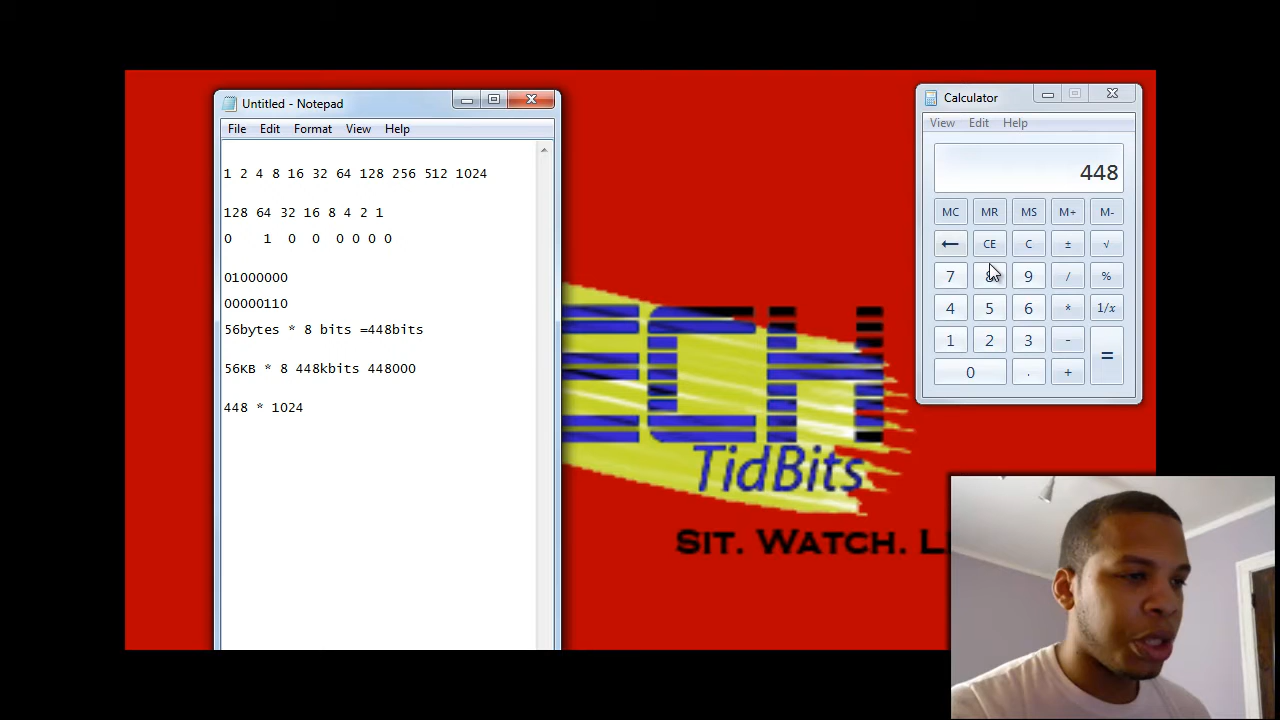 Untitled - Notepad
File Edit Format View Help
1 2 4 8 16 32 64 128 256 512 1024
128 64 32 16 8 4 2 1
0 1 0 0 0 0 0 0
01000000
00000110
56bytes * 8 bits =448bits
56KB * 8 448kbits 448000
448 * 1024
Calculator
View Edit Help
448
MC MR MS M+ M-
← CE C ± √
7 8 9 / %
4 5 6 * 1/x
1 2 3 - =
0 . +
ECH
TidBits
SIT. WATCH.